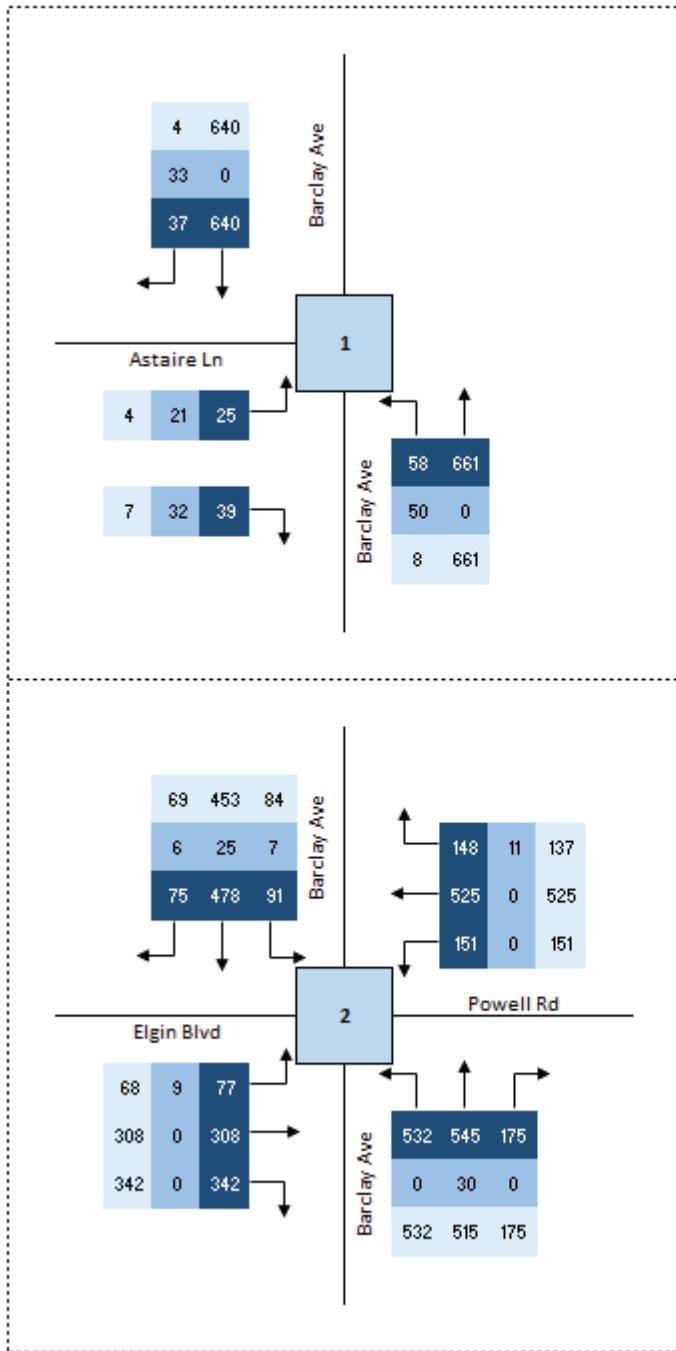 Barclay Ave
4 640
33 0
37 640
1
Astaire Ln
4 21 25
7 32 39
Barclay Ave
58 661
50 0
8 661
69 453 84
6 25 7
75 478 91
Barclay Ave
148 11 137
525 0 525
151 0 151
2
Powell Rd
Elgin Blvd
68 9 77
308 0 308
342 0 342
Barclay Ave
532 545 175
0 30 0
532 515 175